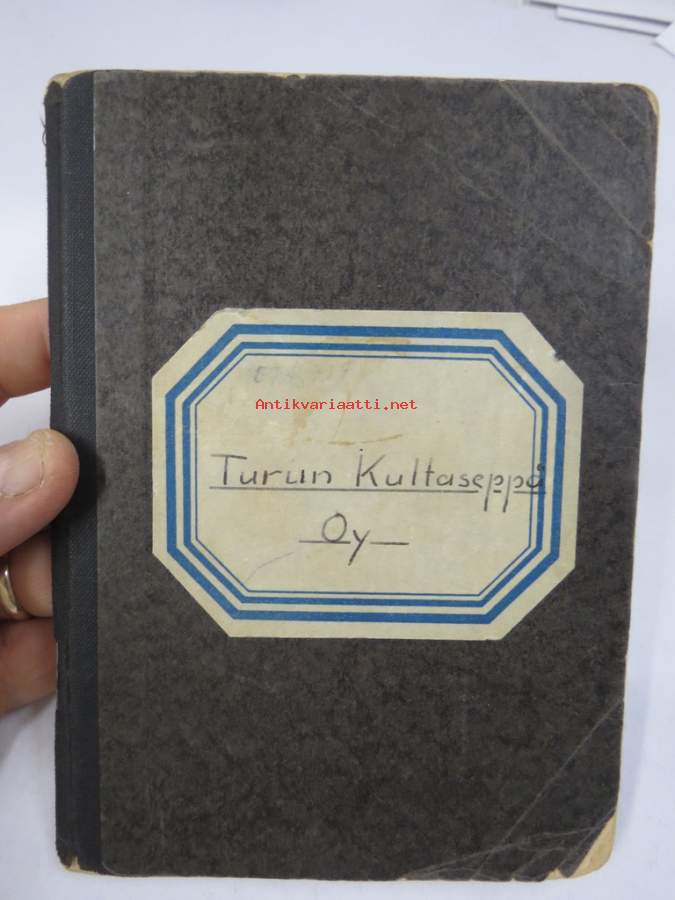 Antikvariaatti.net
Turun Kultaseppä
Oy